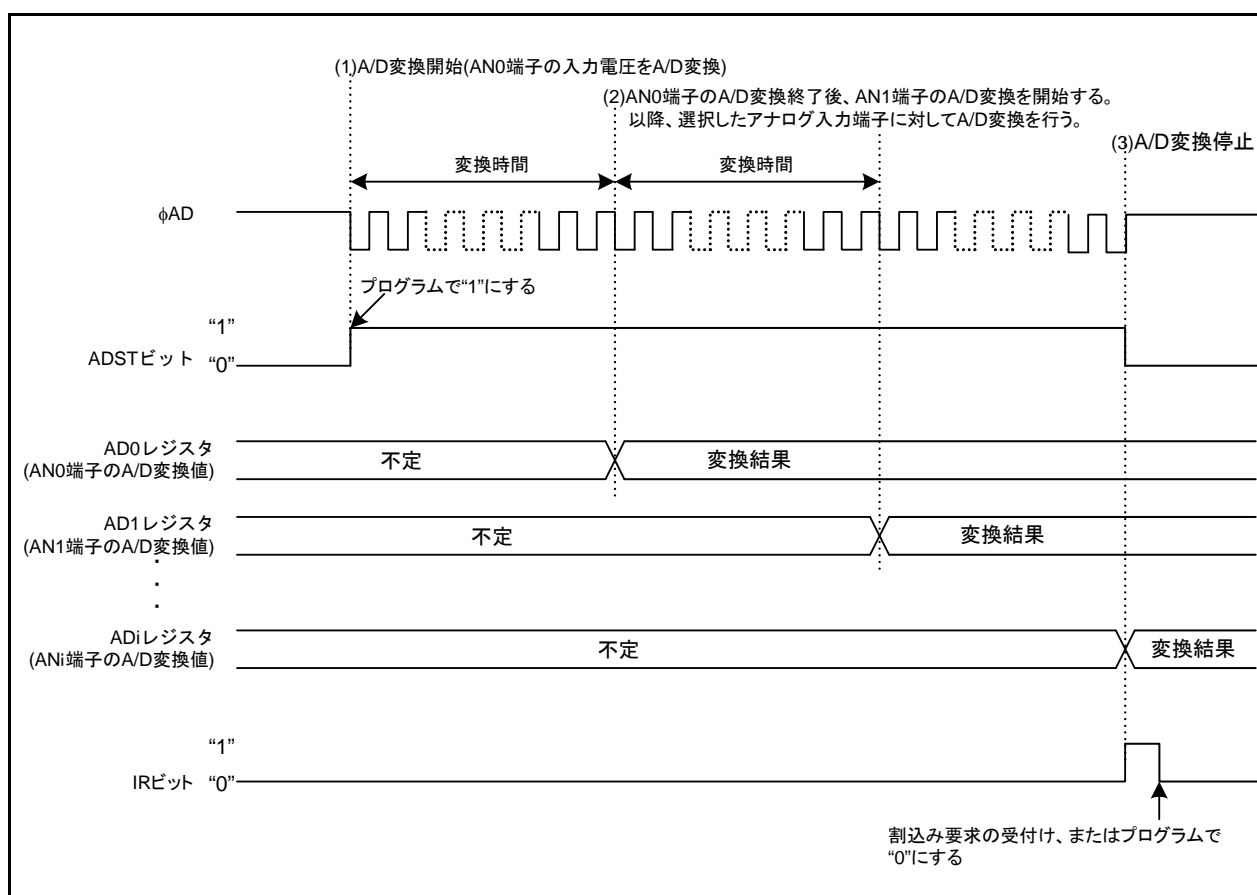 (1)A/D変換開始(AN0端子の入力電圧をA/D変換)
(2)AN0端子のA/D変換終了後、AN1端子のA/D変換を開始する。
以降、選択したアナログ入力端子に対してA/D変換を行う。
(3)A/D変換停止
変換時間
変換時間
φAD
プログラムで“1”にする
“1”
ADSTビット “0”
AD0レジスタ
(AN0端子のA/D変換値)
不定
変換結果
AD1レジスタ
(AN1端子のA/D変換値)
不定
変換結果
・
・
・
ADiレジスタ
(ANi端子のA/D変換値)
不定
変換結果
“1”
IRビット “0”
割込み要求の受付け、またはプログラムで
“0”にする